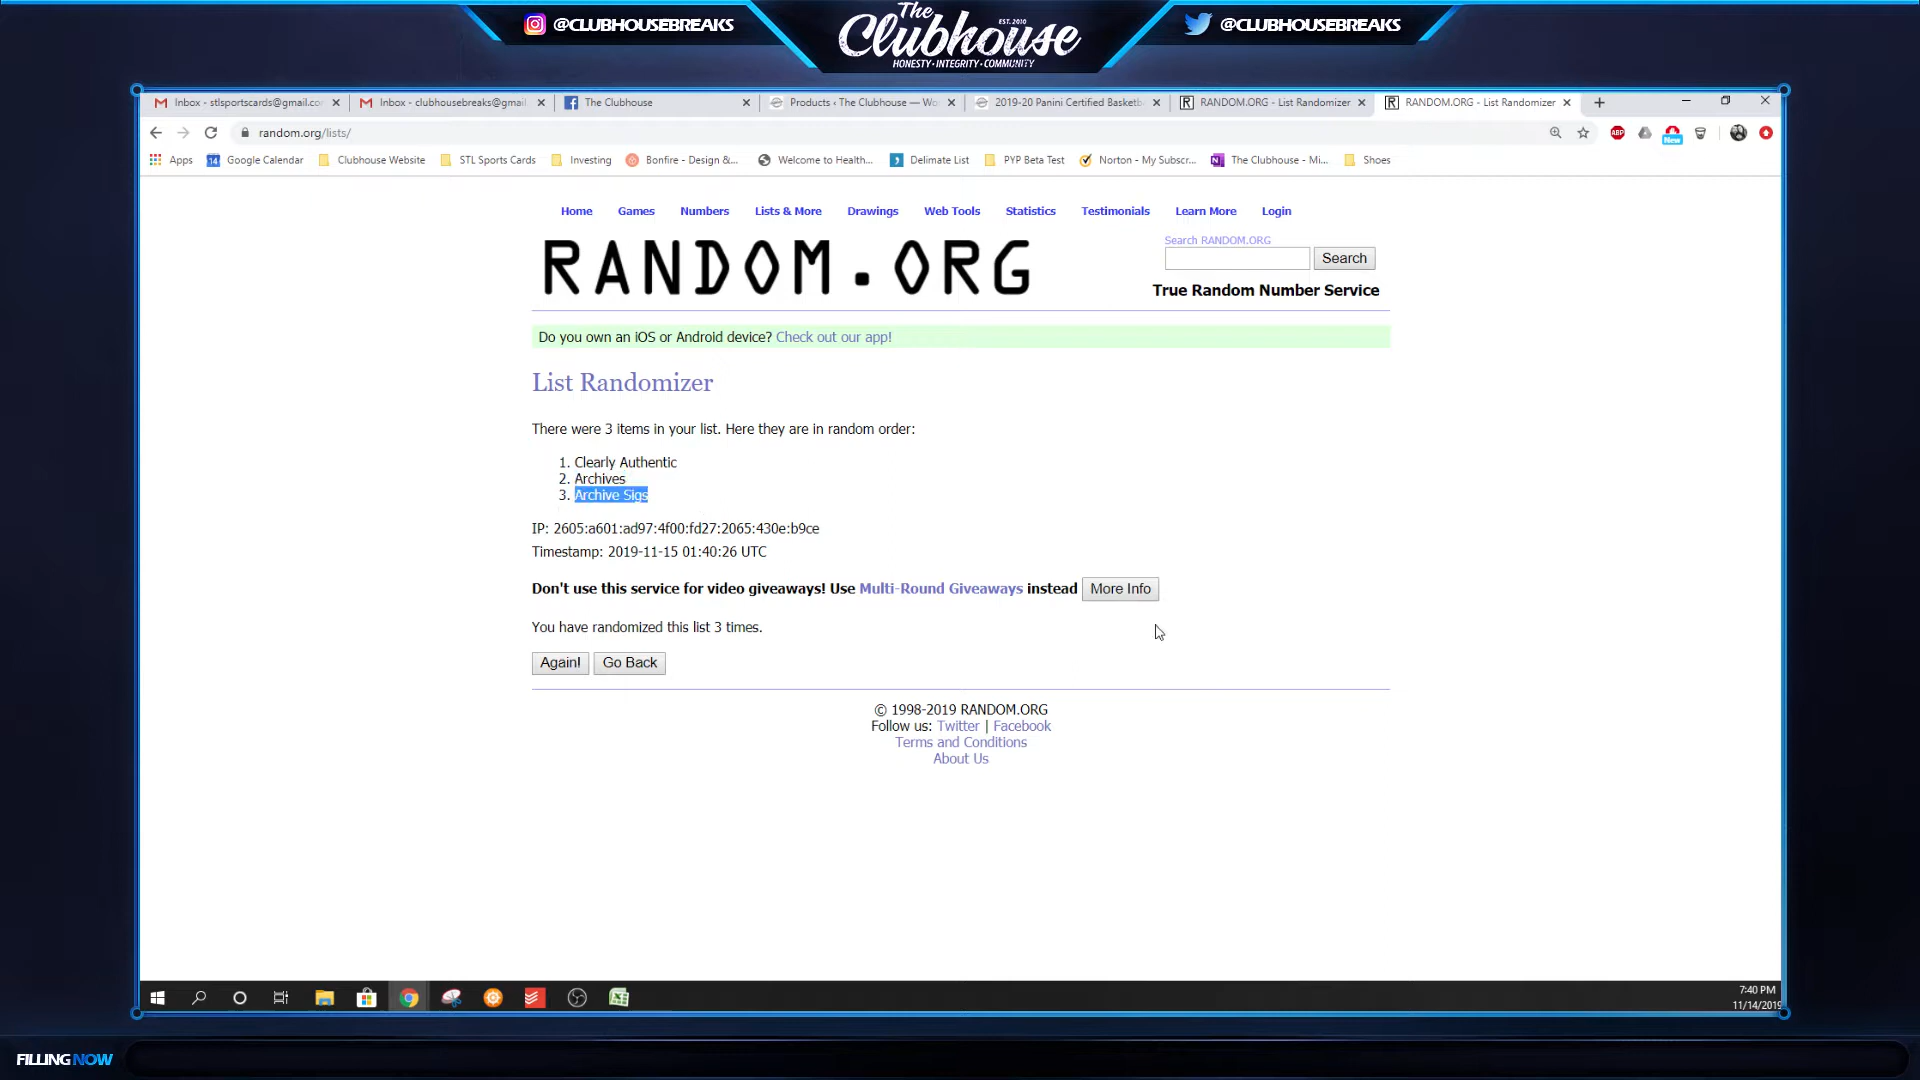 @CLUBHOUSEBREAKS
The
Clubhouse
EST. 2010
HONESTY • INTEGRITY • COMMUNITY
@CLUBHOUSEBREAKS
Inbox - stlsportscards@gmail.co
Inbox - clubhousebreaks@gmail.
The Clubhouse
Products ‹ The Clubhouse — Wo
2019-20 Panini Certified Basketb
RANDOM.ORG - List Randomizer
RANDOM.ORG - List Randomizer
random.org/lists/
ABP
New
Apps
14 Google Calendar
Clubhouse Website
STL Sports Cards
Investing
Bonfire - Design &...
Welcome to Health...
Delimate List
PYP Beta Test
Norton - My Subscr...
The Clubhouse - Mi...
Shoes
Home Games Numbers Lists & More Drawings Web Tools Statistics Testimonials Learn More Login
RANDOM.ORG
Search RANDOM.ORG
Search
True Random Number Service
Do you own an iOS or Android device? Check out our app!
List Randomizer
There were 3 items in your list. Here they are in random order:
1. Clearly Authentic
2. Archives
3. Archive Sigs
IP: 2605:a601:ad97:4f00:fd27:2065:430e:b9ce
Timestamp: 2019-11-15 01:40:26 UTC
Don't use this service for video giveaways! Use Multi-Round Giveaways instead More Info
You have randomized this list 3 times.
Again! Go Back
© 1998-2019 RANDOM.ORG
Follow us: Twitter | Facebook
Terms and Conditions
About Us
7:40 PM
11/14/2019
FILLING NOW